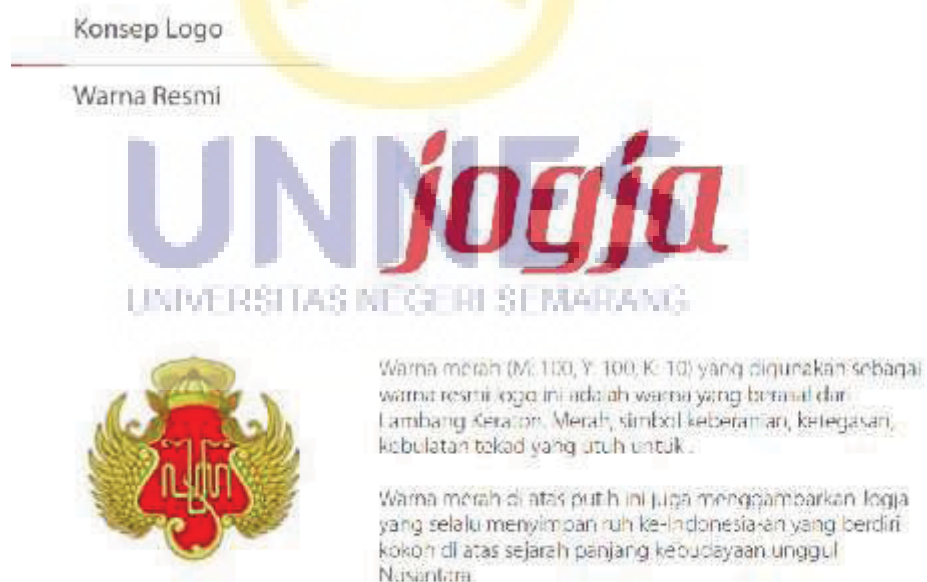 Konsep Logo
Warna Resmi
UNNES
jogja
UNIVERSITAS NEGERI SEMARANG
Warna merah (M: 100, Y: 100, K: 10) yang digunakan sebagai
warna resmi logo ini adalah warna yang berasal dari
Lambang Keraton. Merah, simbol keberanian, ketegasan,
kebulatan tekad yang utuh untuk .
Warna merah di atas putih ini juga menggambarkan Jogja
yang selalu menyimpan ruh ke-Indonesia-an yang berdiri
kokoh di atas sejarah panjang kebudayaan unggul
Nusantara.